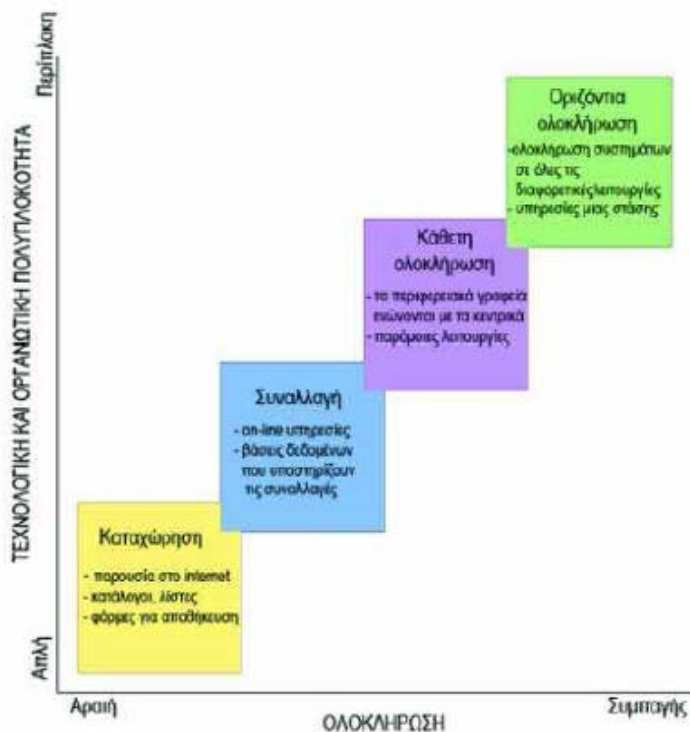 Περίπλοκη
ΤΕΧΝΟΛΟΓΙΚΗ ΚΑΙ ΟΡΓΑΝΩΤΙΚΗ ΠΟΛΥΠΛΟΚΟΤΗΤΑ
Απλή
Οριζόντια
ολοκλήρωση
-ολοκλήρωση συστημάτων
σε όλες τις
διαφορετικές λειτουργίες
- υπηρεσίες μιας στάσης
Κάθετη
ολοκλήρωση
- τα περιφερειακά γραφεία
ενώνονται με τα κεντρικά
- παρόμοιες λειτουργίες
Συναλλαγή
- on-line υπηρεσίες
- βάσεις δεδομένων
που υποστηρίζουν
τις συναλλαγές
Καταχώρηση
- παρουσία στο internet
- κατάλογοι, λίστες
- φόρμες για αποθήκευση
Αραιή
Συμπαγής
ΟΛΟΚΛΗΡΩΣΗ